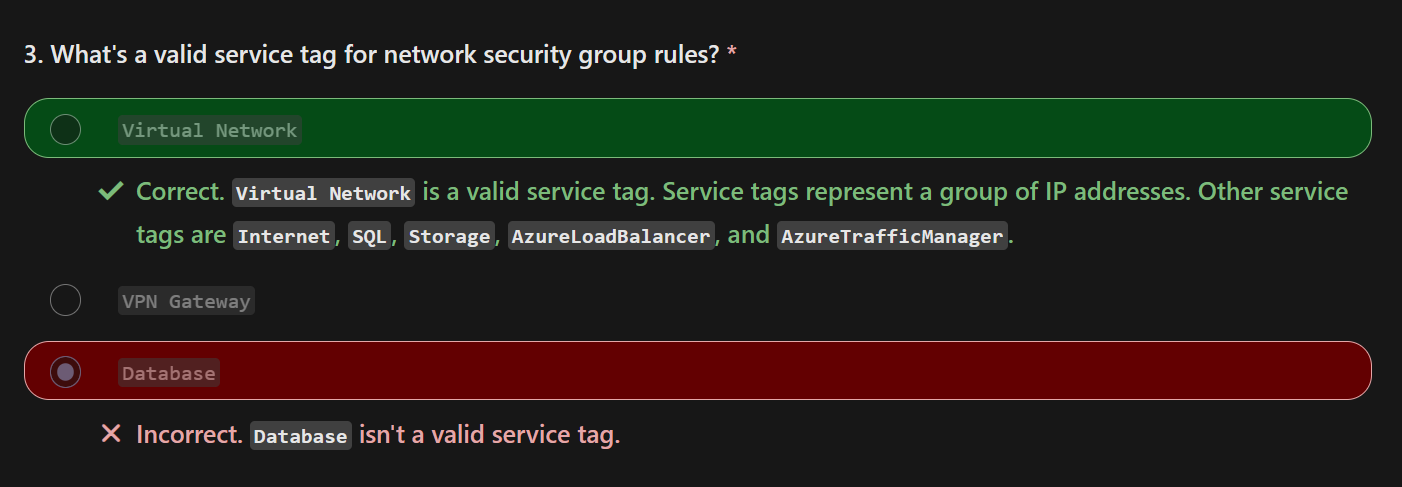 3. What's a valid service tag for network security group rules? *
Virtual Network
Correct. Virtual Network is a valid service tag. Service tags represent a group of IP addresses. Other service
tags are Internet, SQL, Storage, AzureLoadBalancer, and AzureTrafficManager.
VPN Gateway
Database
Incorrect. Database isn't a valid service tag.